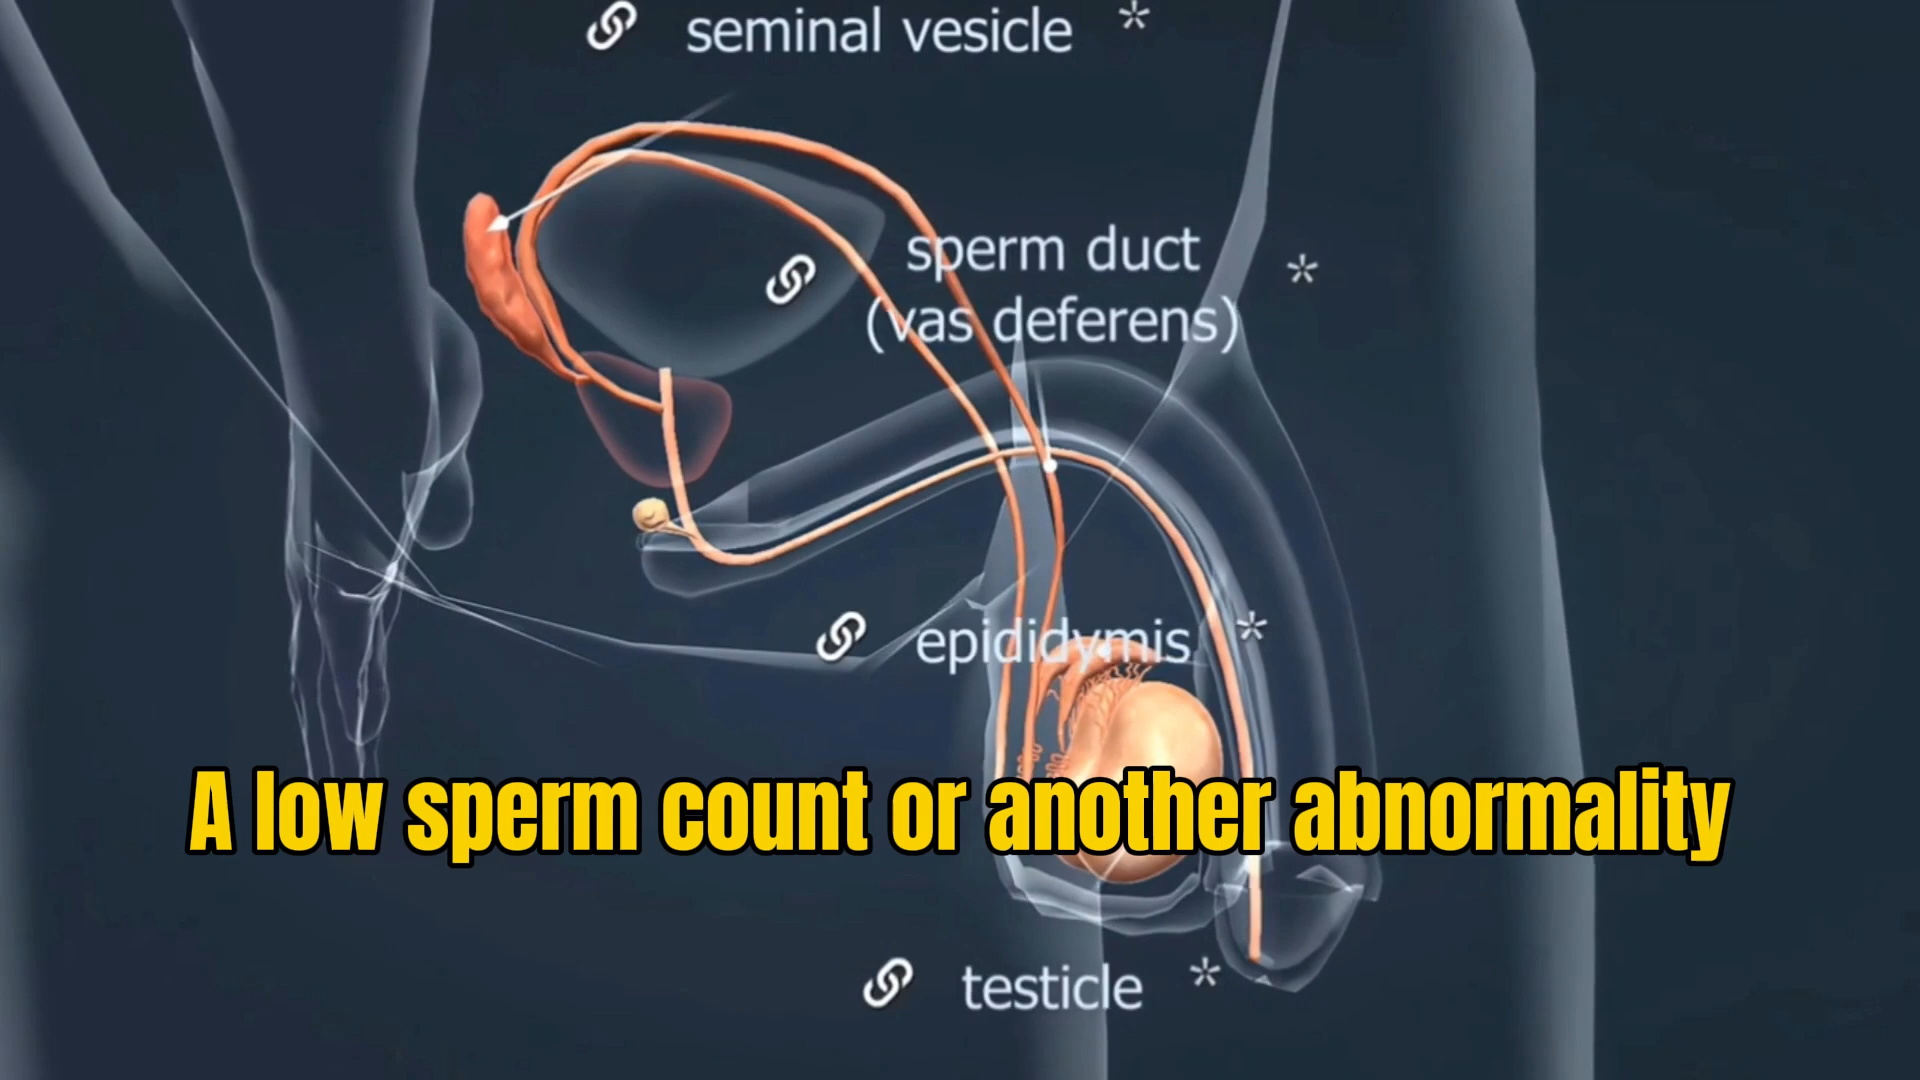 seminal vesicle *
sperm duct *
(vas deferens)
epididymis *
A low sperm count or another abnormality
testicle *